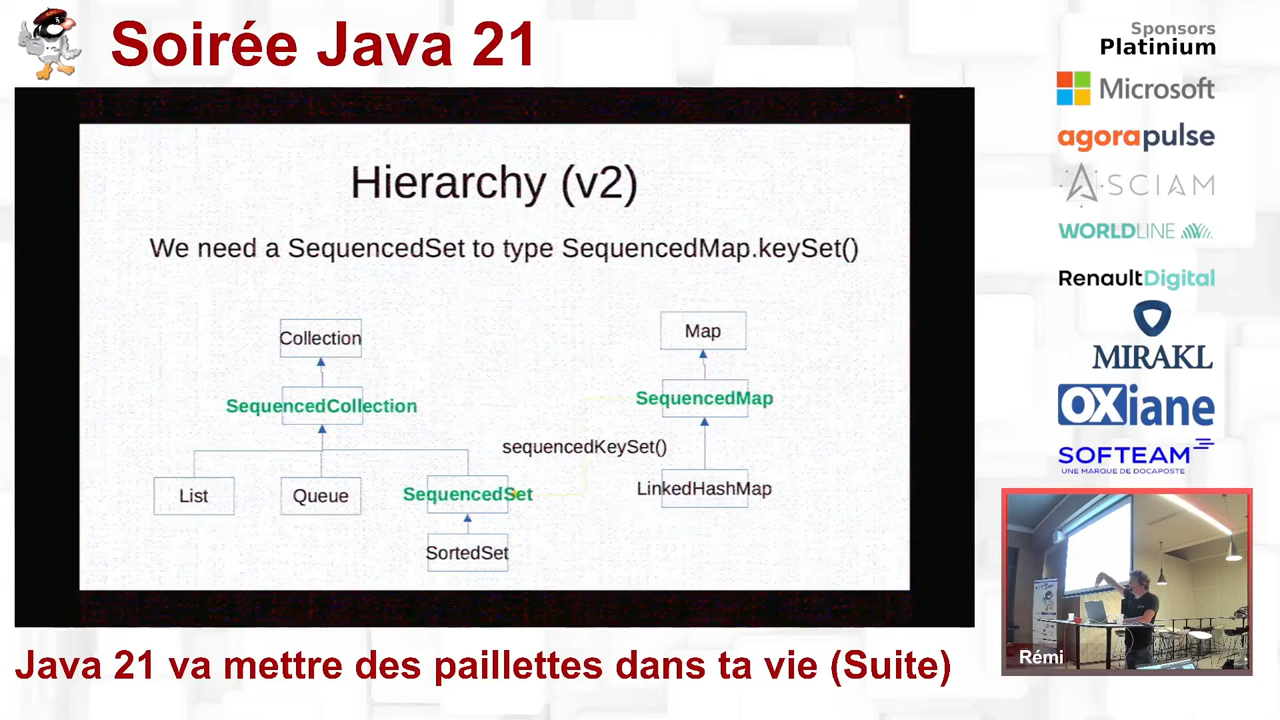 Soirée Java 21
Sponsors
Platinium
Microsoft
agorapulse
ASCIAM
WORLDLINE
RenaultDigital
MIRAKL
OXiane
SOFTEAM
UNE MARQUE DE DOCAPOSTE
Hierarchy (v2)
We need a SequencedSet to type SequencedMap.keySet()
Collection
Map
SequencedCollection
SequencedMap
sequencedKeySet()
List
Queue
SequencedSet
LinkedHashMap
SortedSet
Rémi
Java 21 va mettre des paillettes dans ta vie (Suite)